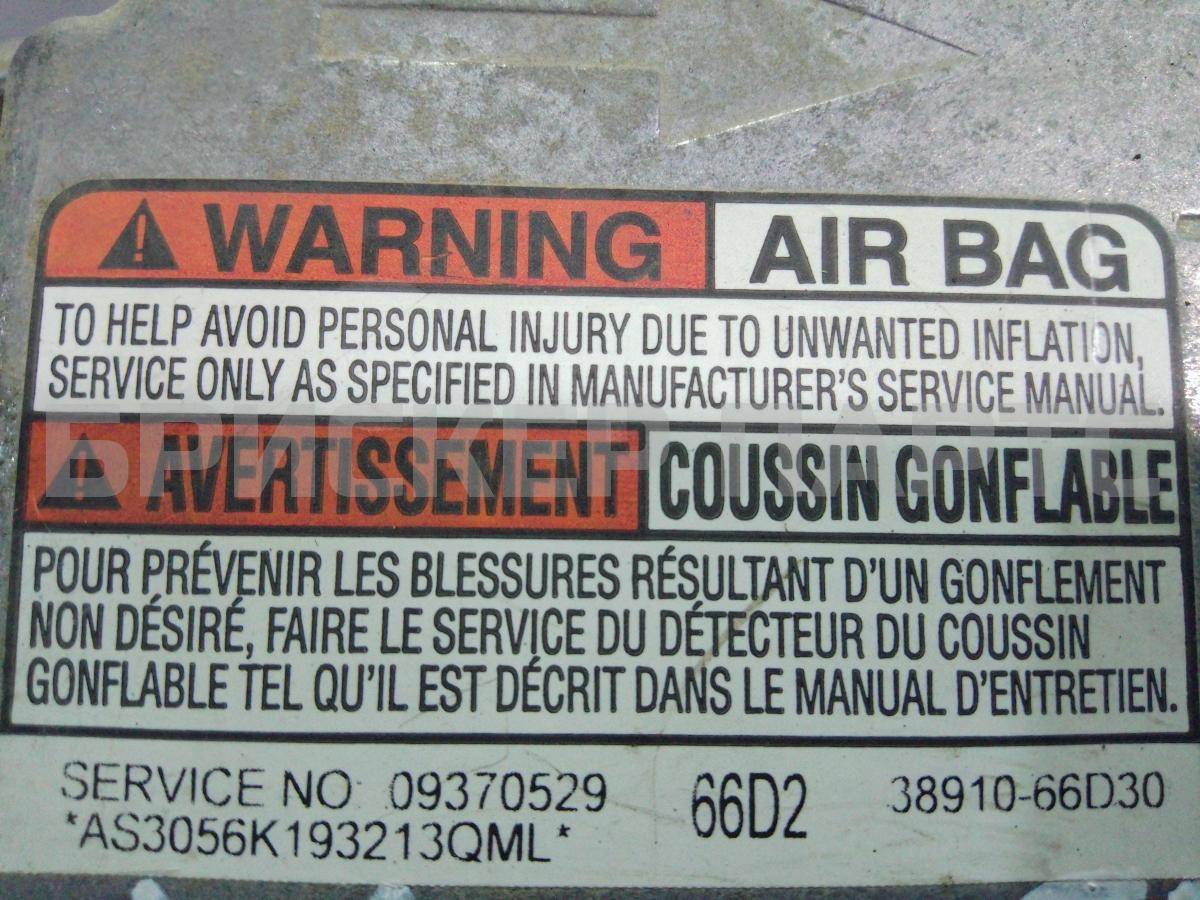 WARNING AIR BAG
TO HELP AVOID PERSONAL INJURY DUE TO UNWANTED INFLATION,
SERVICE ONLY AS SPECIFIED IN MANUFACTURER'S SERVICE MANUAL.
AVERTISSEMENT COUSSIN GONFLABLE
POUR PRÉVENIR LES BLESSURES RÉSULTANT D'UN GONFLEMENT
NON DÉSIRÉ, FAIRE LE SERVICE DU DÉTECTEUR DU COUSSIN
GONFLABLE TEL QU'IL EST DÉCRIT DANS LE MANUAL D'ENTRETIEN.
SERVICE NO 09370529 66D2 38910-66D30
*AS3056K193213QML*